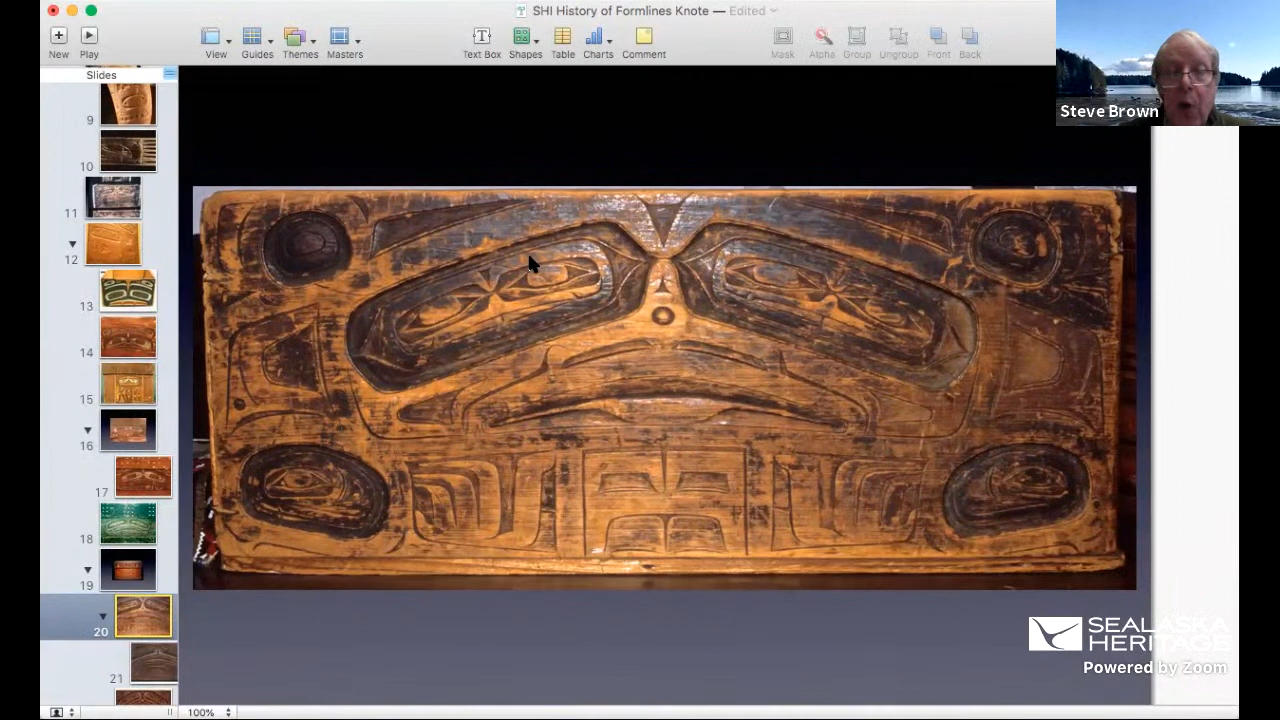 SHI History of Formlines Knote — Edited
New
Play
View
Guides
Themes
Masters
Text Box
Shapes
Table
Charts
Comment
Mask
Alpha
Group
Ungroup
Front
Back
Slides
9
10
11
12
13
14
15
16
17
18
19
20
21
100%
Steve Brown
SEALASKA
HERITAGE
Powered by Zoom